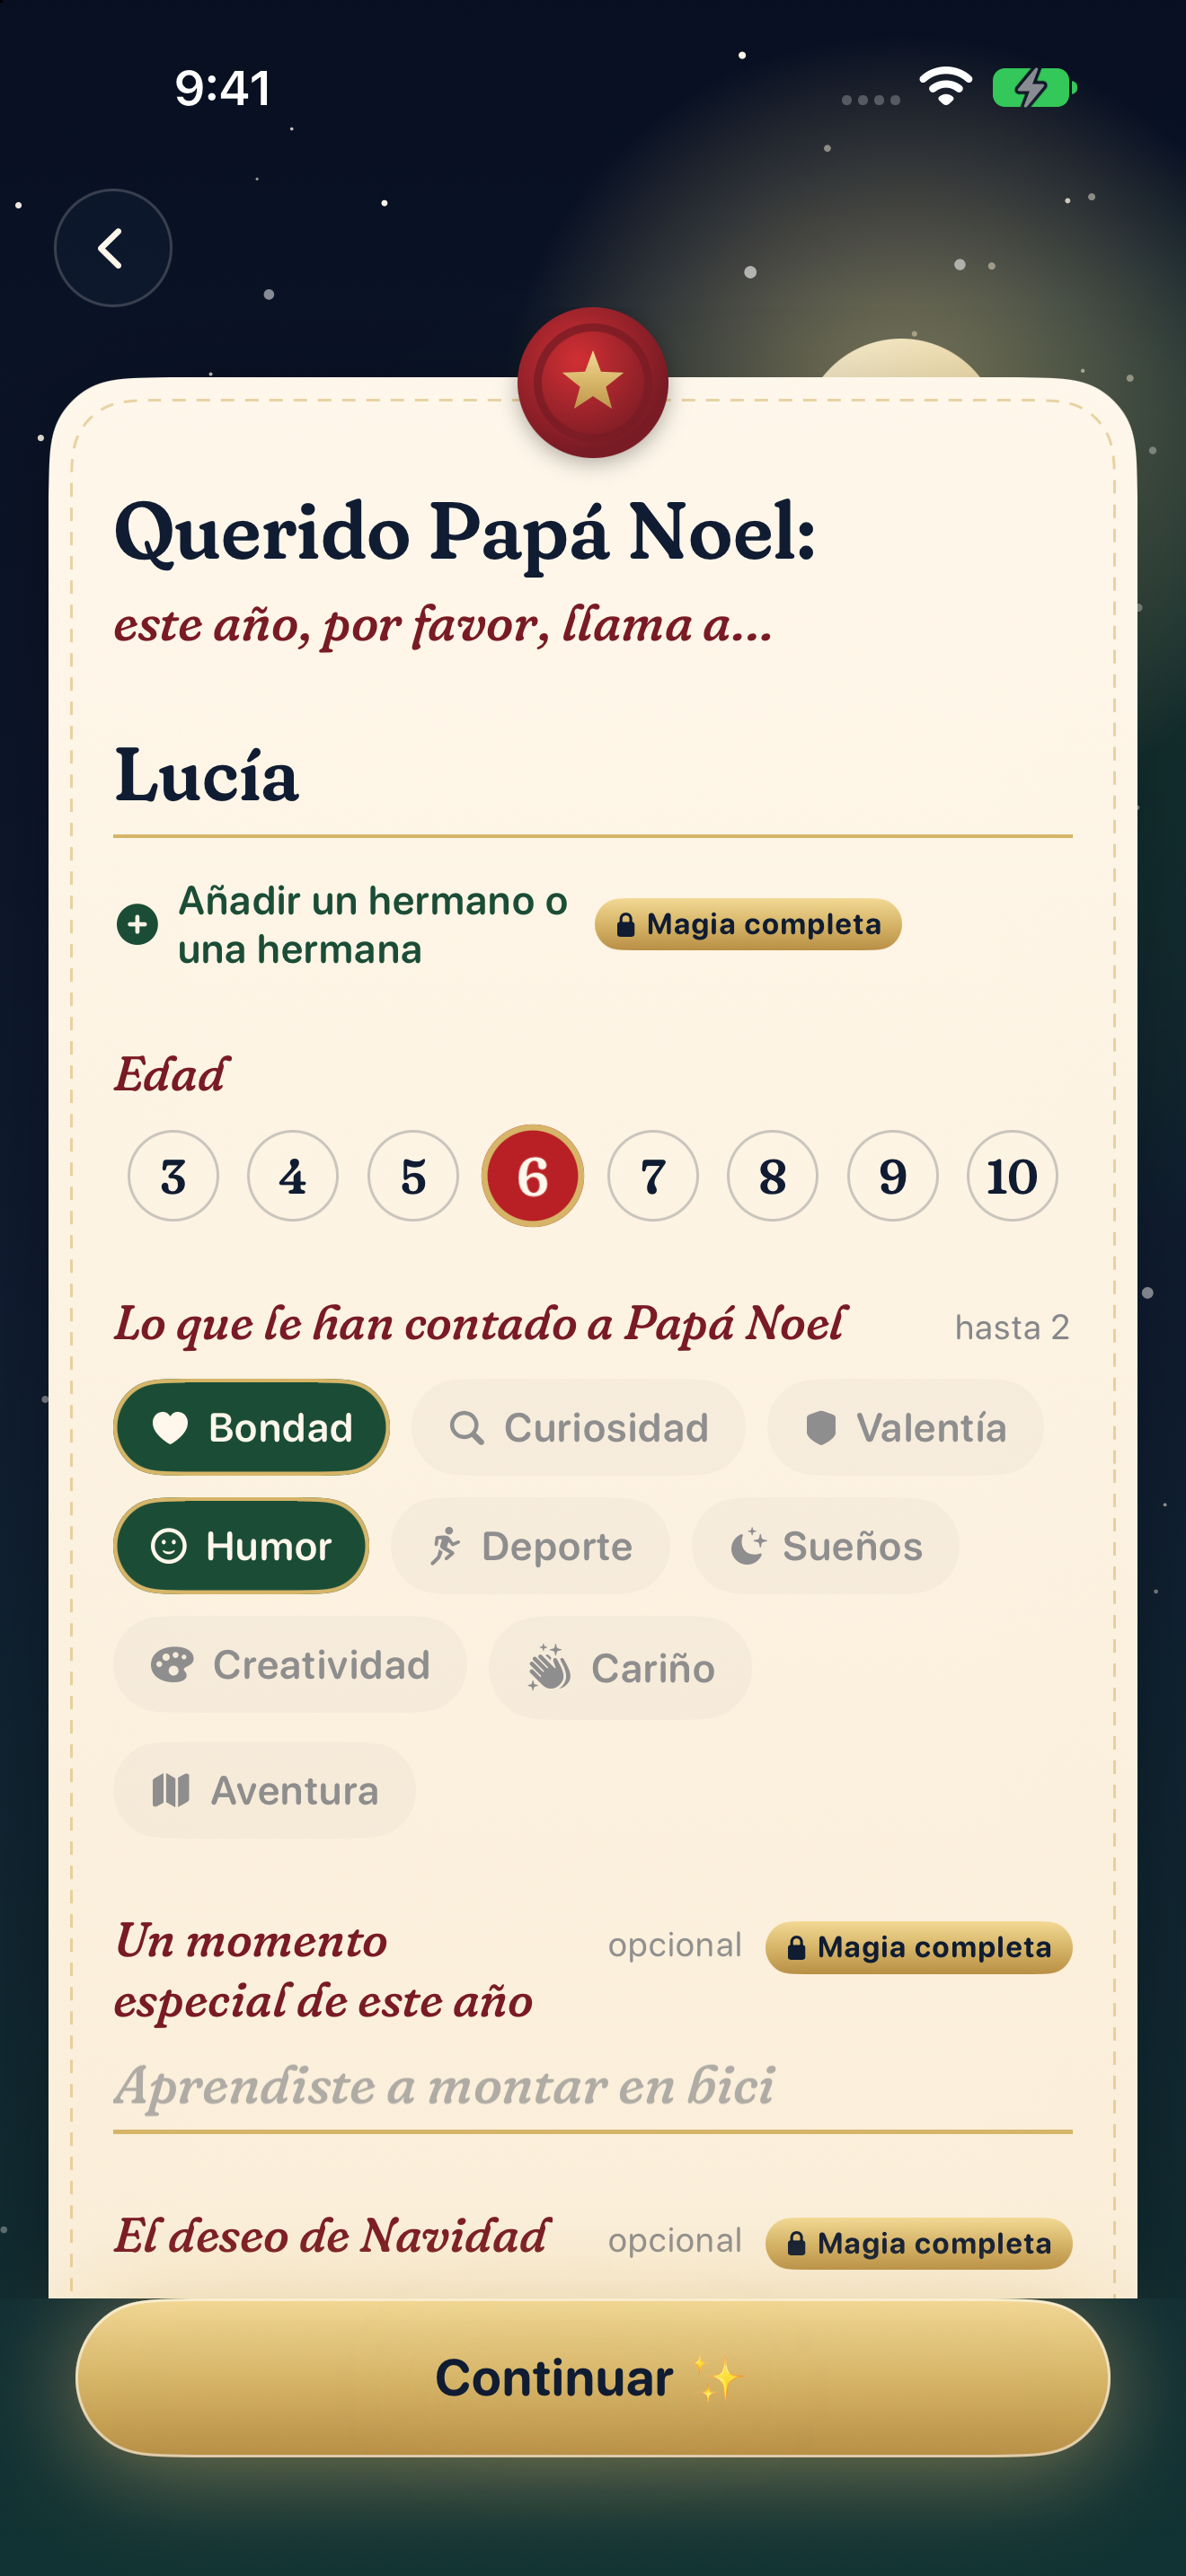 9:41
Querido Papá Noel:
este año, por favor, llama a...
Lucía
Añadir un hermano o
una hermana
Magia completa
Edad
3 4 5 6 7 8 9 10
Lo que le han contado a Papá Noel hasta 2
Bondad Curiosidad Valentía
Humor Deporte Sueños
Creatividad Cariño
Aventura
Un momento
especial de este año
opcional Magia completa
Aprendiste a montar en bici
El deseo de Navidad opcional Magia completa
Continuar ✨